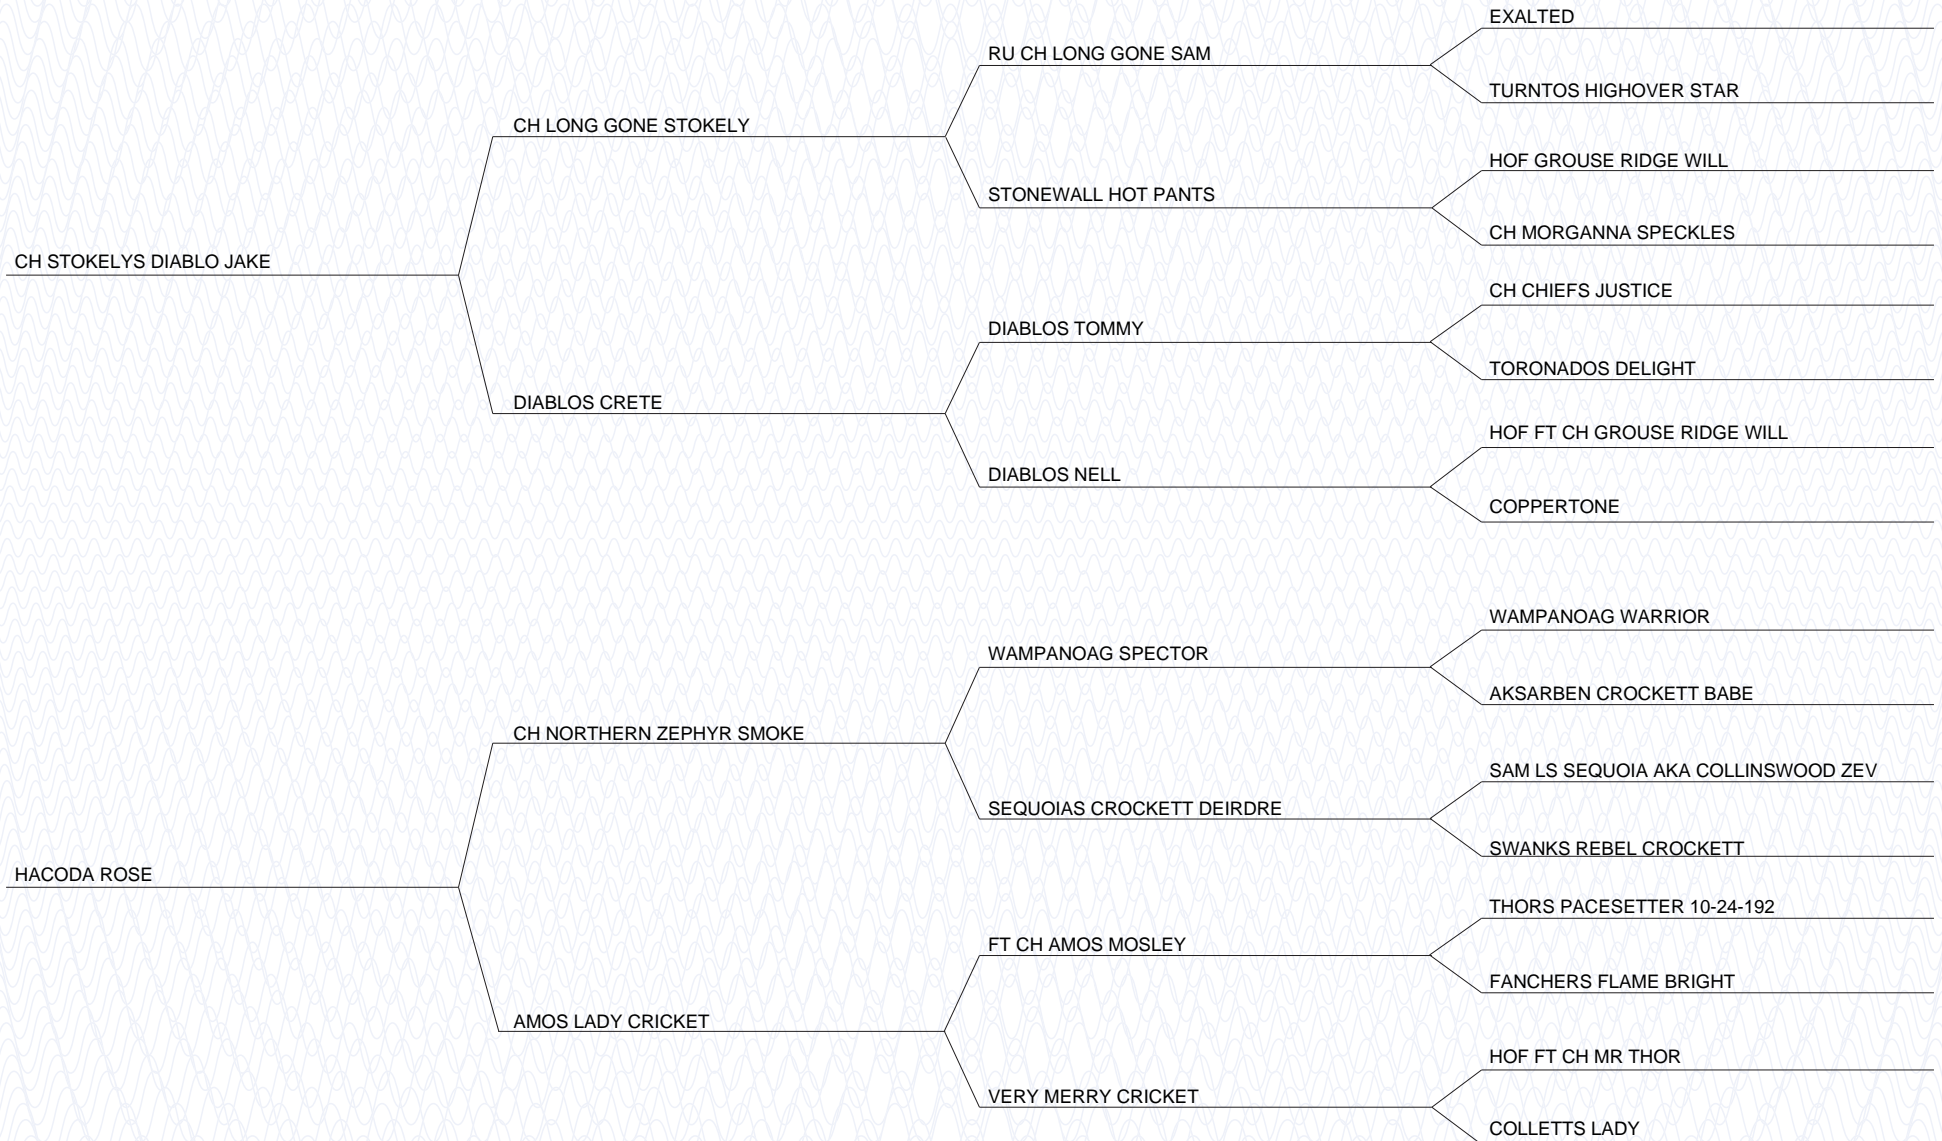 EXALTED
RU CH LONG GONE SAM
TURNTOS HIGHOVER STAR
CH LONG GONE STOKELY
HOF GROUSE RIDGE WILL
STONEWALL HOT PANTS
CH MORGANNA SPECKLES
CH STOKELYS DIABLO JAKE
CH CHIEFS JUSTICE
DIABLOS TOMMY
TORONADOS DELIGHT
DIABLOS CRETE
HOF FT CH GROUSE RIDGE WILL
DIABLOS NELL
COPPERTONE
WAMPANOAG WARRIOR
WAMPANOAG SPECTOR
AKSARBEN CROCKETT BABE
CH NORTHERN ZEPHYR SMOKE
SAM LS SEQUOIA AKA COLLINSWOOD ZEV
SEQUOIAS CROCKETT DEIRDRE
SWANKS REBEL CROCKETT
HACODA ROSE
THORS PACESETTER 10-24-192
FT CH AMOS MOSLEY
FANCHERS FLAME BRIGHT
AMOS LADY CRICKET
HOF FT CH MR THOR
VERY MERRY CRICKET
COLLETTS LADY